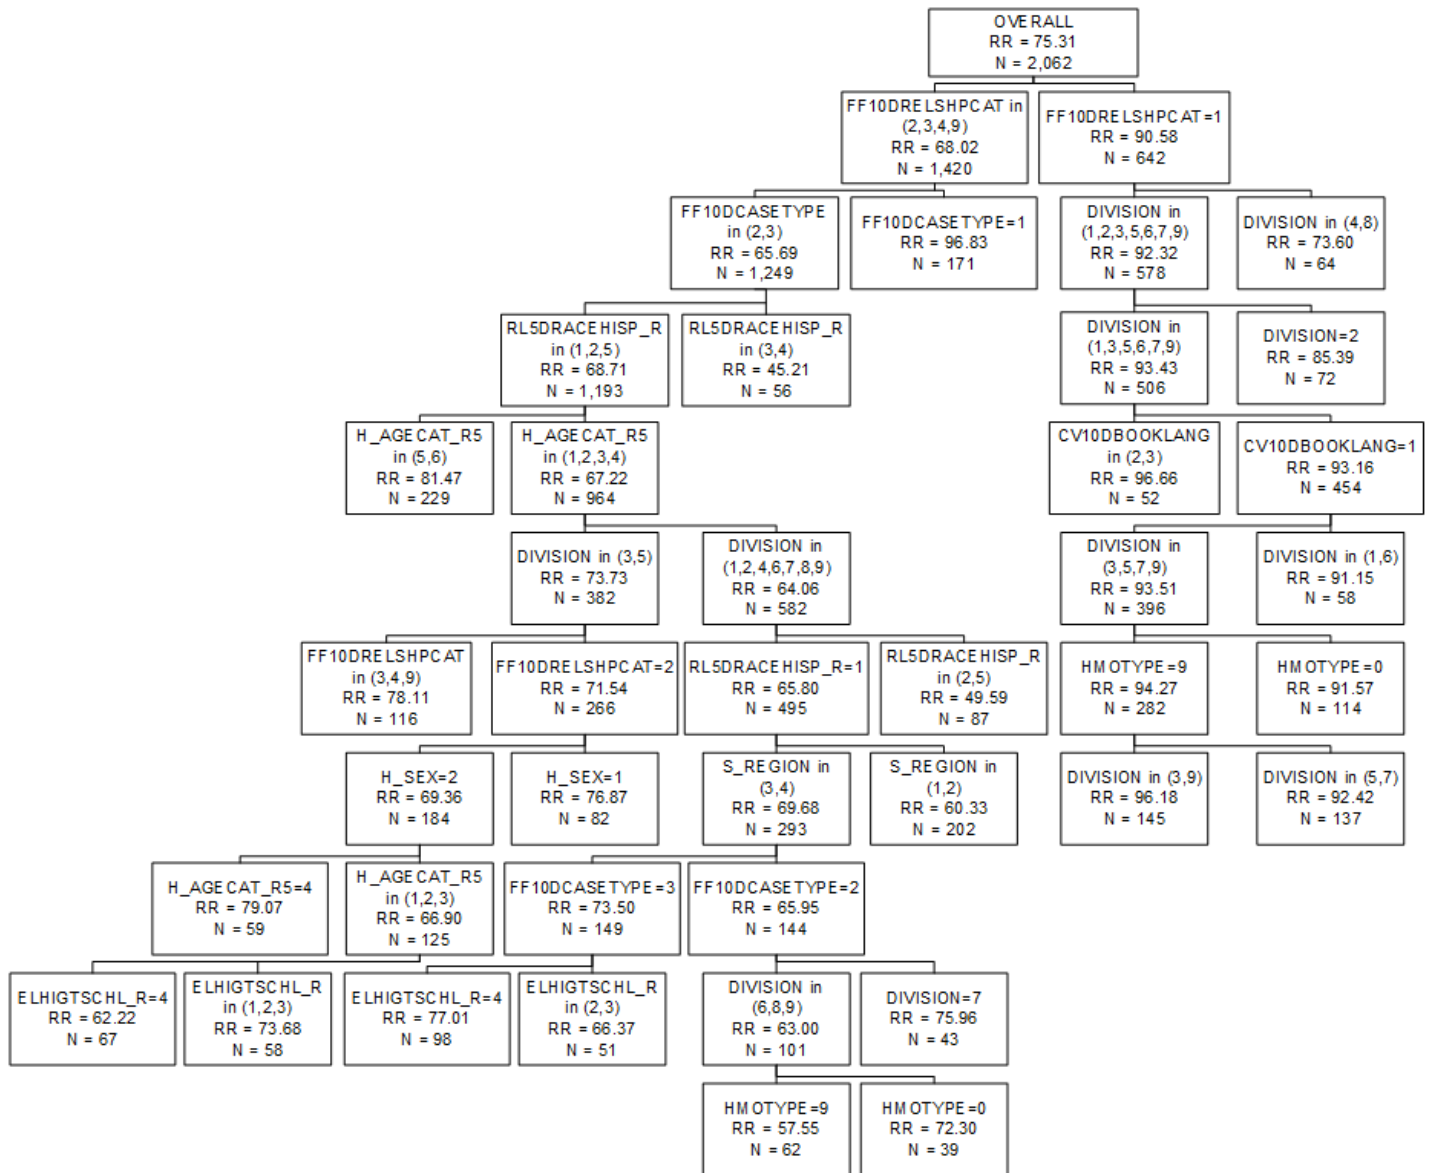 OVERALL
RR = 75.31
N = 2,062
FF10DRELSHPCAT in
(2,3,4,9)
RR = 68.02
N = 1,420
FF10DRELSHPCAT=1
RR = 90.58
N = 642
FF10DCASETYPE
in (2,3)
RR = 65.69
N = 1,249
FF10DCASETYPE=1
RR = 96.83
N = 171
DIVISION in
(1,2,3,5,6,7,9)
RR = 92.32
N = 578
DIVISION in (4,8)
RR = 73.60
N = 64
RL5DRACEHISP_R
in (1,2,5)
RR = 68.71
N = 1,193
RL5DRACEHISP_R
in (3,4)
RR = 45.21
N = 56
DIVISION in
(1,3,5,6,7,9)
RR = 93.43
N = 506
DIVISION=2
RR = 85.39
N = 72
H_AGECAT_R5
in (5,6)
RR = 81.47
N = 229
H_AGECAT_R5
in (1,2,3,4)
RR = 67.22
N = 964
CV10DBOOKLANG
in (2,3)
RR = 96.66
N = 52
CV10DBOOKLANG=1
RR = 93.16
N = 454
DIVISION in (3,5)
RR = 73.73
N = 382
DIVISION in
(1,2,4,6,7,8,9)
RR = 64.06
N = 582
DIVISION in
(3,5,7,9)
RR = 93.51
N = 396
DIVISION in (1,6)
RR = 91.15
N = 58
FF10DRELSHPCAT
in (3,4,9)
RR = 78.11
N = 116
FF10DRELSHPCAT=2
RR = 71.54
N = 266
RL5DRACEHISP_R=1
RR = 65.80
N = 495
RL5DRACEHISP_R
in (2,5)
RR = 49.59
N = 87
HMOTYPE=9
RR = 94.27
N = 282
HMOTYPE=0
RR = 91.57
N = 114
H_SEX=2
RR = 69.36
N = 184
H_SEX=1
RR = 76.87
N = 82
S_REGION in
(3,4)
RR = 69.68
N = 293
S_REGION in
(1,2)
RR = 60.33
N = 202
DIVISION in (3,9)
RR = 96.18
N = 145
DIVISION in (5,7)
RR = 92.42
N = 137
H_AGECAT_R5=4
RR = 79.07
N = 59
H_AGECAT_R5
in (1,2,3)
RR = 66.90
N = 125
FF10DCASETYPE=3
RR = 73.50
N = 149
FF10DCASETYPE=2
RR = 65.95
N = 144
ELHIGTSCHL_R=4
RR = 62.22
N = 67
ELHIGTSCHL_R
in (1,2,3)
RR = 73.68
N = 58
ELHIGTSCHL_R=4
RR = 77.01
N = 98
ELHIGTSCHL_R
in (2,3)
RR = 66.37
N = 51
DIVISION in
(6,8,9)
RR = 63.00
N = 101
DIVISION=7
RR = 75.96
N = 43
HMOTYPE=9
RR = 57.55
N = 62
HMOTYPE=0
RR = 72.30
N = 39